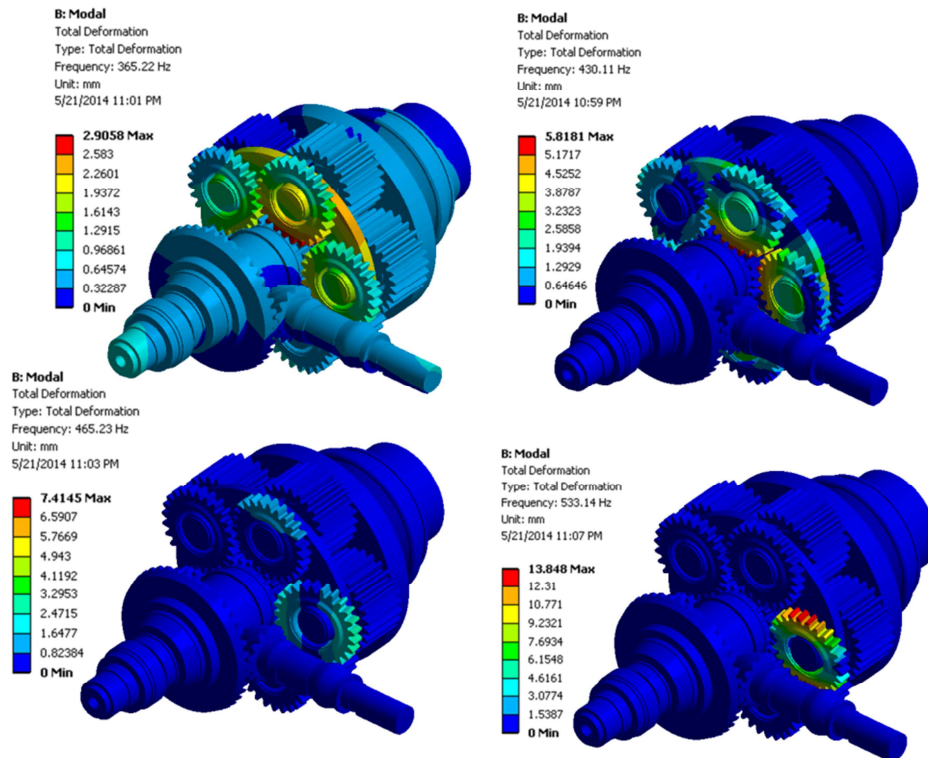 B: Modal
Total Deformation
Type: Total Deformation
Frequency: 365.22 Hz
Unit: mm
5/21/2014 11:01 PM
2.9058 Max
2.583
2.2601
1.9372
1.6143
1.2915
0.96861
0.64574
0.32287
0 Min
B: Modal
Total Deformation
Type: Total Deformation
Frequency: 430.11 Hz
Unit: mm
5/21/2014 10:59 PM
5.8181 Max
5.1717
4.5252
3.8787
3.2323
2.5858
1.9394
1.2929
0.64646
0 Min
B: Modal
Total Deformation
Type: Total Deformation
Frequency: 465.23 Hz
Unit: mm
5/21/2014 11:03 PM
7.4145 Max
6.5907
5.7669
4.943
4.1192
3.2953
2.4715
1.6477
0.82384
0 Min
B: Modal
Total Deformation
Type: Total Deformation
Frequency: 533.14 Hz
Unit: mm
5/21/2014 11:07 PM
13.848 Max
12.31
10.771
9.2321
7.6934
6.1548
4.6161
3.0774
1.5387
0 Min